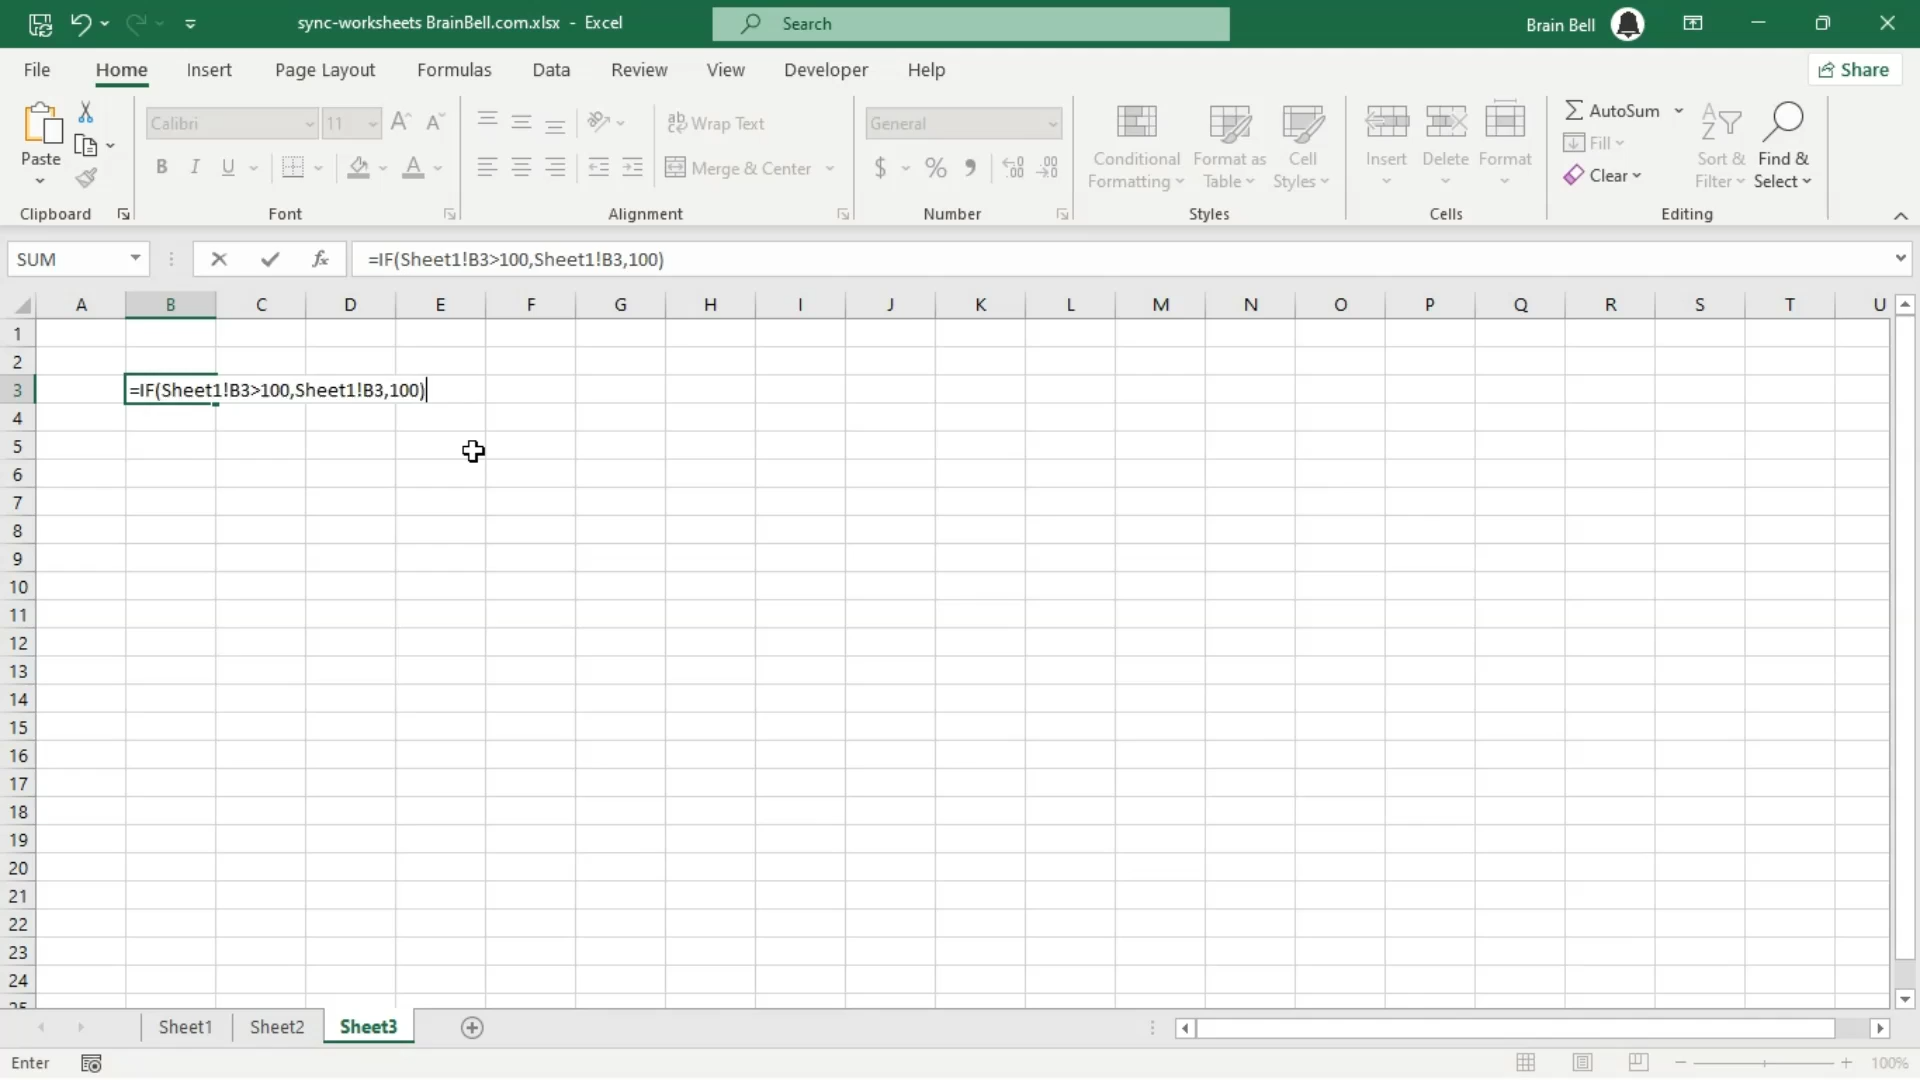 sync-worksheets BrainBell.com.xlsx - Excel
Search
Brain Bell
File Home Insert Page Layout Formulas Data Review View Developer Help
Share
Paste
Clipboard
Calibri 11
B I U
Font
Wrap Text
Merge & Center
Alignment
General
$ %
Number
Conditional Formatting
Format as Table
Cell Styles
Styles
Insert Delete Format
Cells
AutoSum
Fill
Clear
Sort & Filter
Find & Select
Editing
SUM
fx
=IF(Sheet1!B3>100,Sheet1!B3,100)
A B C D E F G H I J K L M N O P Q R S T U
1
2
3 =IF(Sheet1!B3>100,Sheet1!B3,100)
4
5
6
7
8
9
10
11
12
13
14
15
16
17
18
19
20
21
22
23
24
25
Sheet1 Sheet2 Sheet3
Enter
100%